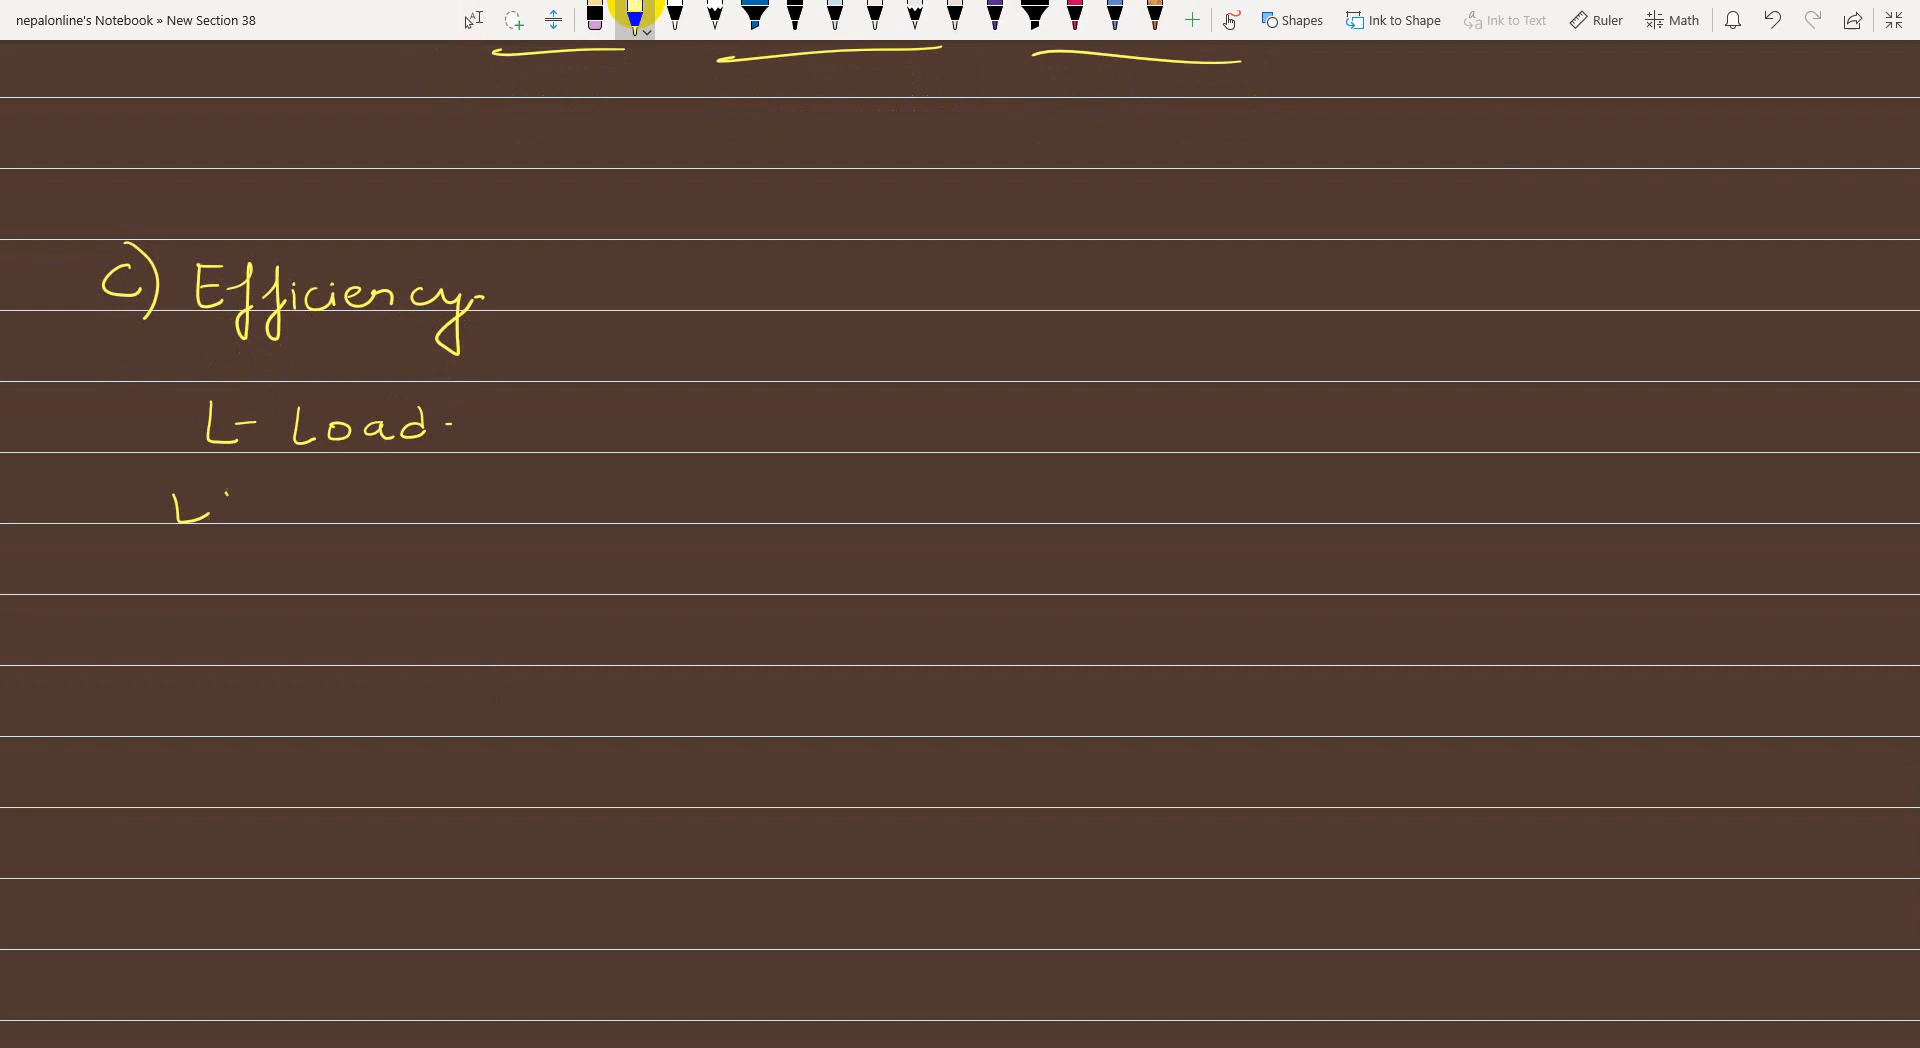 nepalonline's Notebook » New Section 38
Shapes
Ink to Shape
Ink to Text
Ruler
Math
C) Efficiency.
L- Load.
L